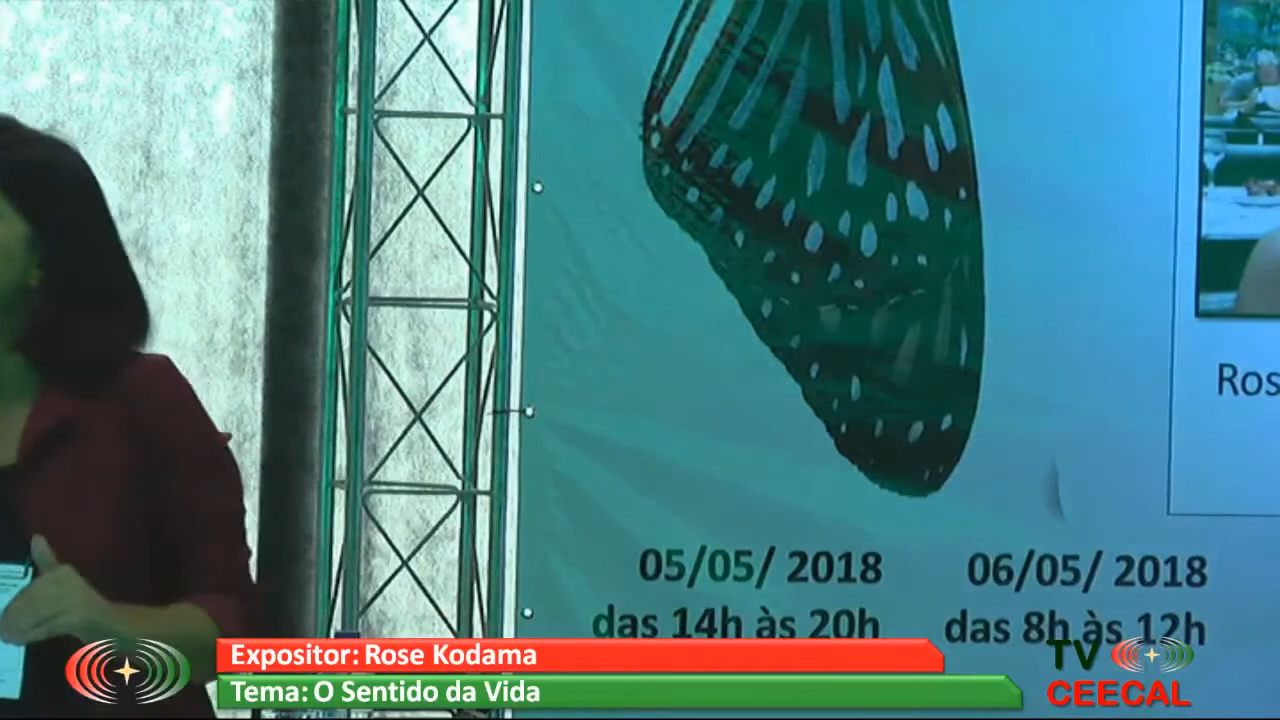 Ros
05/05/ 2018
das 14h às 20h
06/05/ 2018
das 8h às 12h
Expositor: Rose Kodama
Tema: O Sentido da Vida
TV
CEECAL